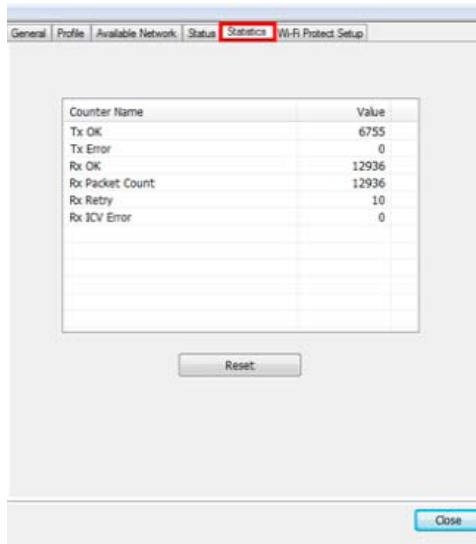 General Profile Available Network Status Statistics Wi-Fi Protect Setup
Counter Name Value
Tx OK 6755
Tx Error 0
Rx OK 12936
Rx Packet Count 12936
Rx Retry 10
Rx ICV Error 0
Reset
Close